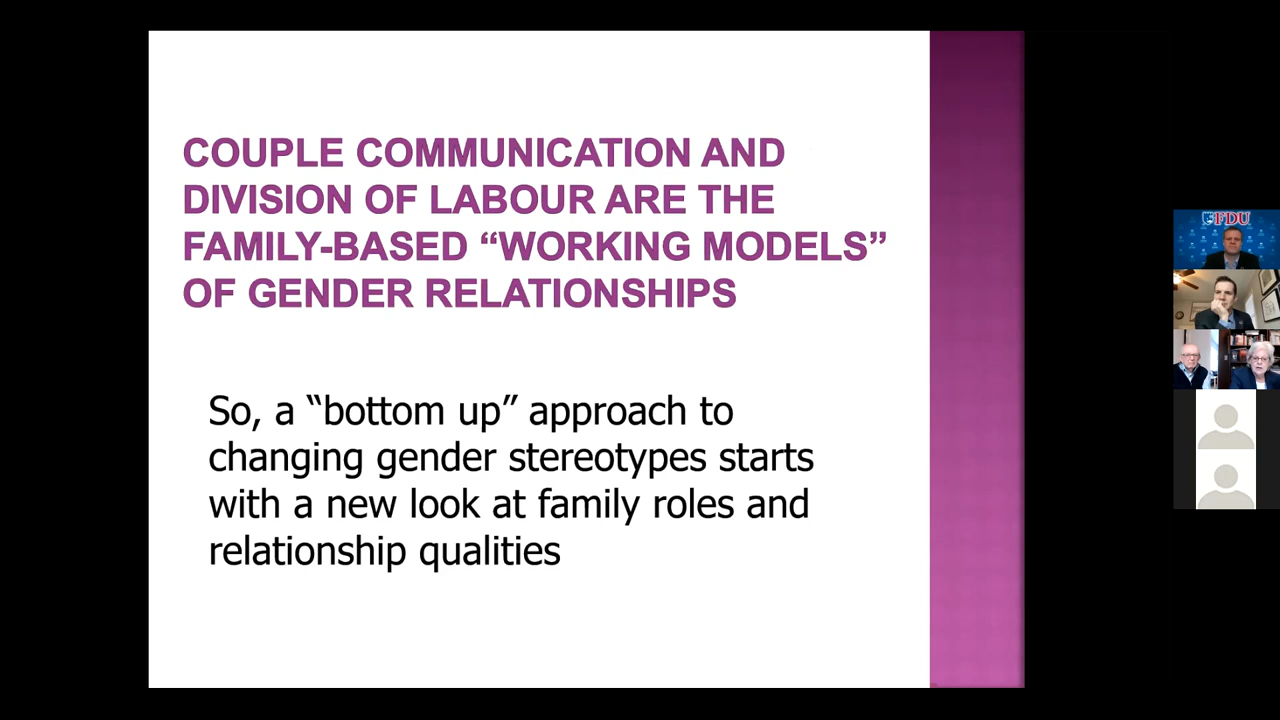 COUPLE COMMUNICATION AND
DIVISION OF LABOUR ARE THE
FAMILY-BASED “WORKING MODELS”
OF GENDER RELATIONSHIPS
So, a “bottom up” approach to
changing gender stereotypes starts
with a new look at family roles and
relationship qualities
FDU